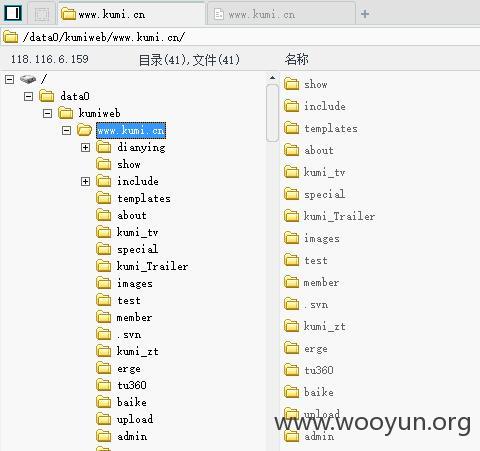 www.kumi.cn www.kumi.cn
/data0/kumiweb/www.kumi.cn/
118.116.6.159 目录(41),文件(41) 名称
/
data0
kumiweb
www.kumi.cn
dianying
show
include
templates
about
kumi_tv
special
kumi_Trailer
images
test
member
.svn
kumi_zt
erge
tu360
baike
upload
admin
show
include
templates
about
kumi_tv
special
kumi_Trailer
images
test
member
.svn
kumi_zt
erge
tu360
baike
upload
admin
www.wooyun.org